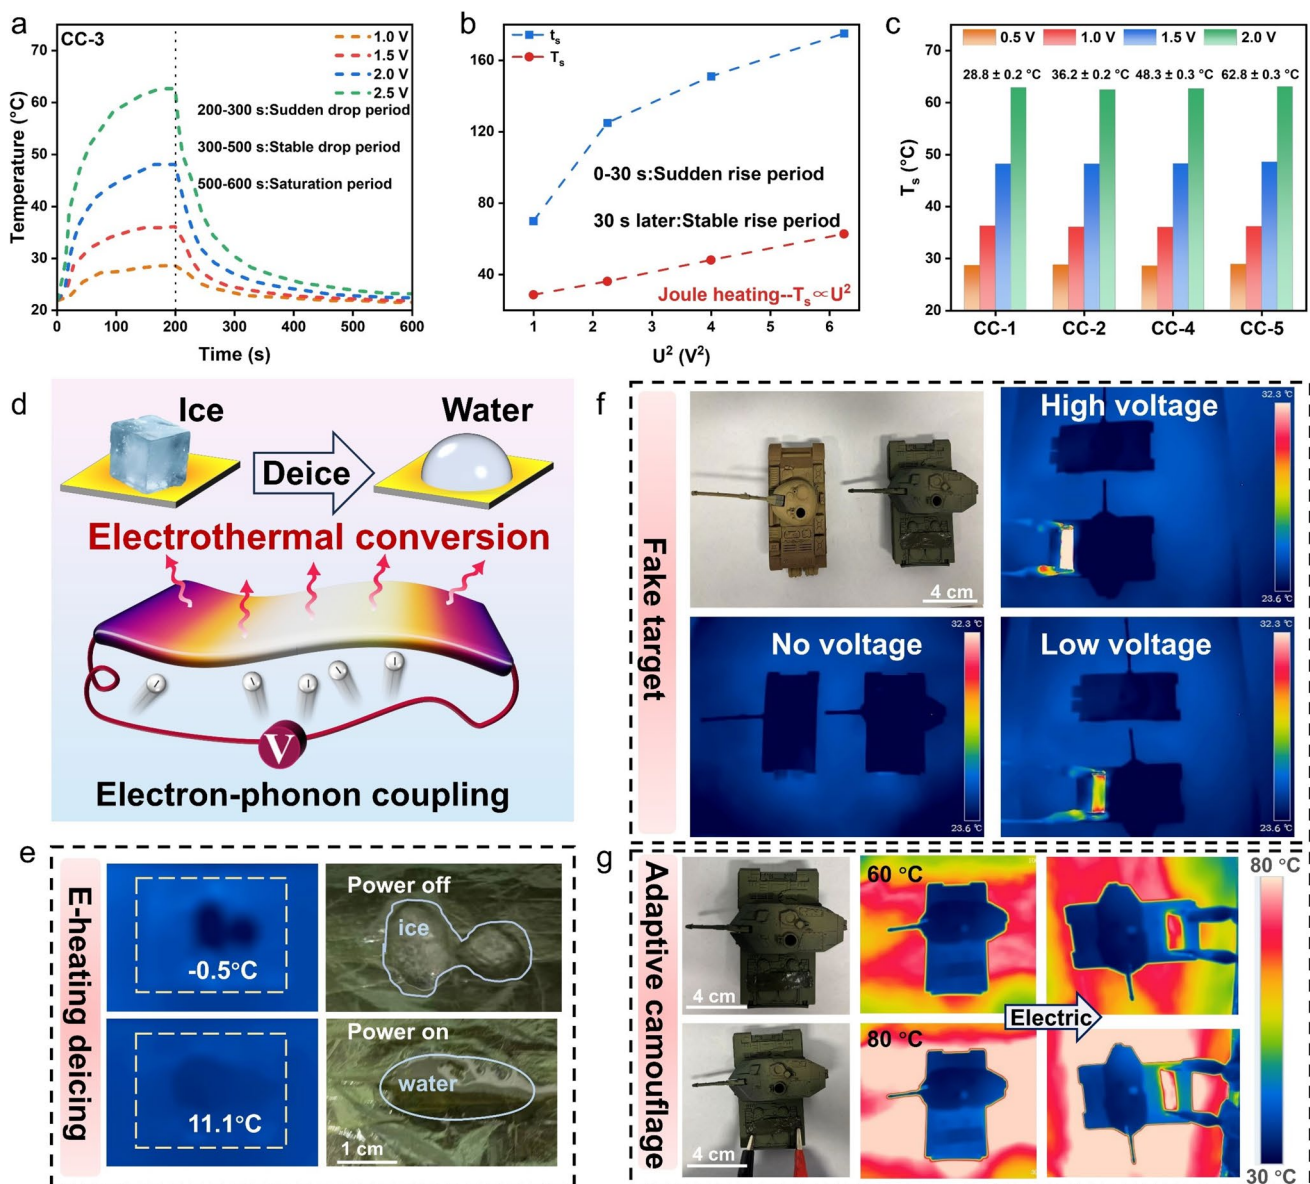 a
CC-3
1.0 V
1.5 V
2.0 V
2.5 V
200-300 s:Sudden drop period
300-500 s:Stable drop period
500-600 s:Saturation period
Temperature (°C)
70
60
50
40
30
20
0
100
200
300
400
500
600
Time (s)
b
tₛ
Tₛ
160
120
80
40
0-30 s:Sudden rise period
30 s later:Stable rise period
Joule heating--Tₛ∝U²
1
2
3
4
5
6
U² (V²)
c
0.5 V
1.0 V
1.5 V
2.0 V
28.8 ± 0.2 °C
36.2 ± 0.2 °C
48.3 ± 0.3 °C
62.8 ± 0.3 °C
Tₛ (°C)
70
60
50
40
30
20
CC-1
CC-2
CC-4
CC-5
d
Ice
Water
Deice
Electrothermal conversion
V
Electron-phonon coupling
e
E-heating deicing
-0.5°C
Power off
ice
11.1°C
Power on
water
1 cm
f
Fake target
4 cm
High voltage
32.3 ℃
23.6 ℃
No voltage
32.3 ℃
23.6 ℃
Low voltage
32.3 ℃
23.6 ℃
g
Adaptive camouflage
4 cm
60 °C
80 °C
Electric
4 cm
80 °C
30 °C